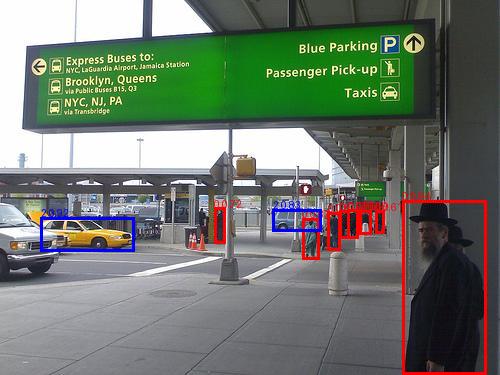 Express Buses to:
NYC, LaGuardia Airport, Jamaica Station
Brooklyn, Queens
via Public Buses B15, Q3
NYC, NJ, PA
via Transbridge
Blue Parking P
Passenger Pick-up
Taxis